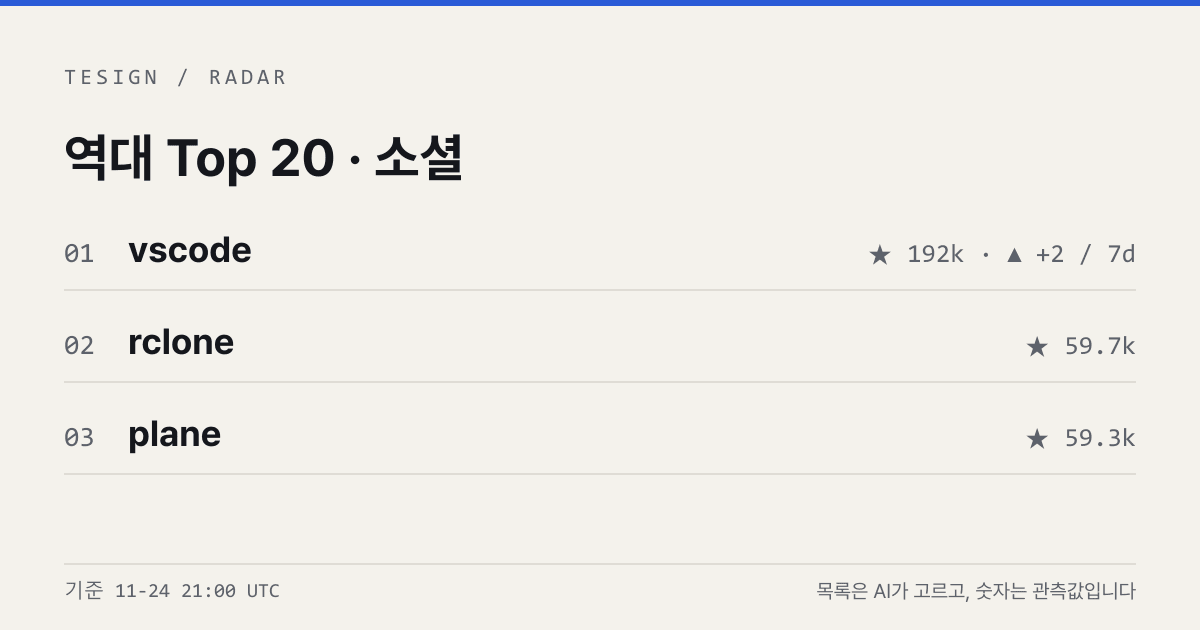 TESIGN / RADAR
역대 Top 20 · 소셜
01 vscode ★ 192k · ▲ +2 / 7d
02 rclone ★ 59.7k
03 plane ★ 59.3k
기준 11-24 21:00 UTC 목록은 AI가 고르고, 숫자는 관측값입니다